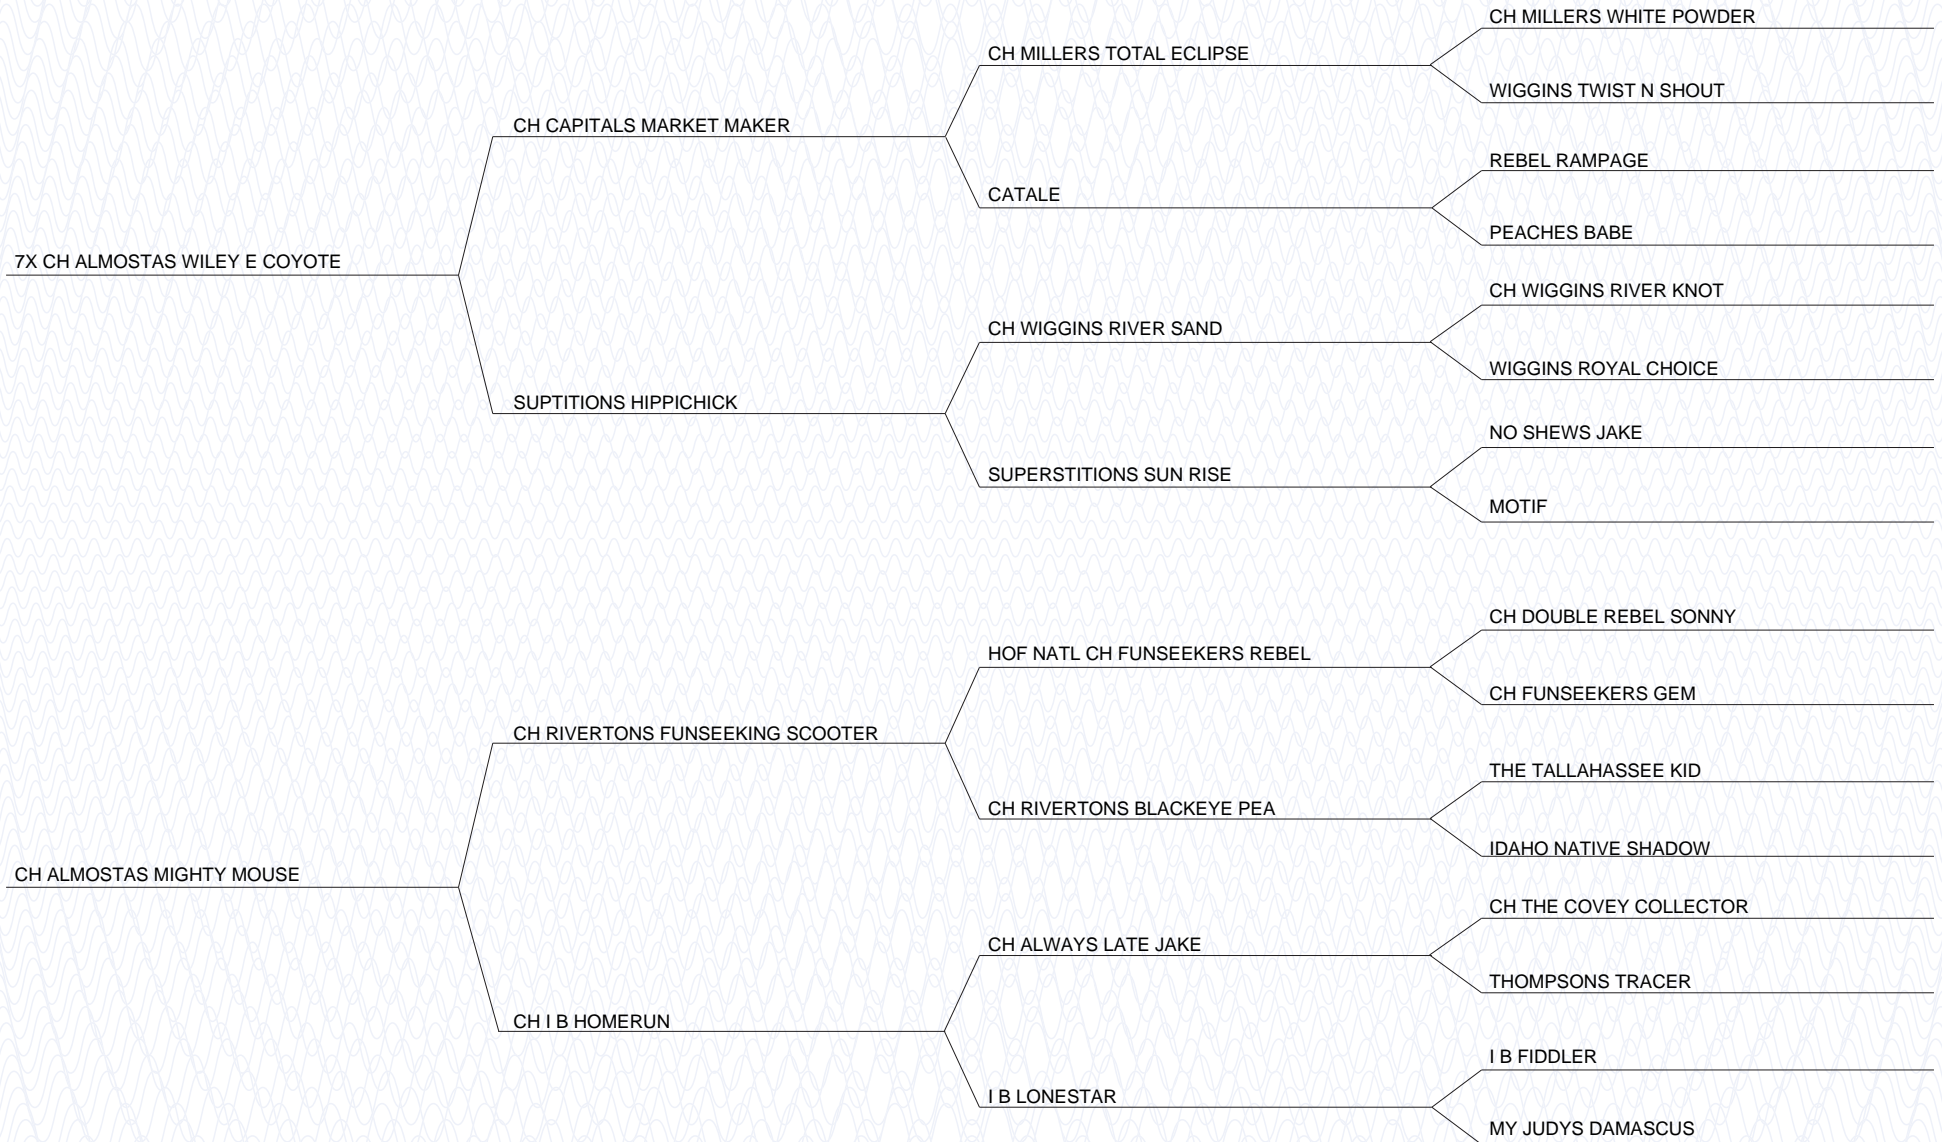 CH MILLERS WHITE POWDER
CH MILLERS TOTAL ECLIPSE
WIGGINS TWIST N SHOUT
CH CAPITALS MARKET MAKER
REBEL RAMPAGE
CATALE
PEACHES BABE
7X CH ALMOSTAS WILEY E COYOTE
CH WIGGINS RIVER KNOT
CH WIGGINS RIVER SAND
WIGGINS ROYAL CHOICE
SUPTITIONS HIPPICHICK
NO SHEWS JAKE
SUPERSTITIONS SUN RISE
MOTIF
CH DOUBLE REBEL SONNY
HOF NATL CH FUNSEEKERS REBEL
CH FUNSEEKERS GEM
CH RIVERTONS FUNSEEKING SCOOTER
THE TALLAHASSEE KID
CH RIVERTONS BLACKEYE PEA
IDAHO NATIVE SHADOW
CH ALMOSTAS MIGHTY MOUSE
CH THE COVEY COLLECTOR
CH ALWAYS LATE JAKE
THOMPSONS TRACER
CH I B HOMERUN
I B FIDDLER
I B LONESTAR
MY JUDYS DAMASCUS